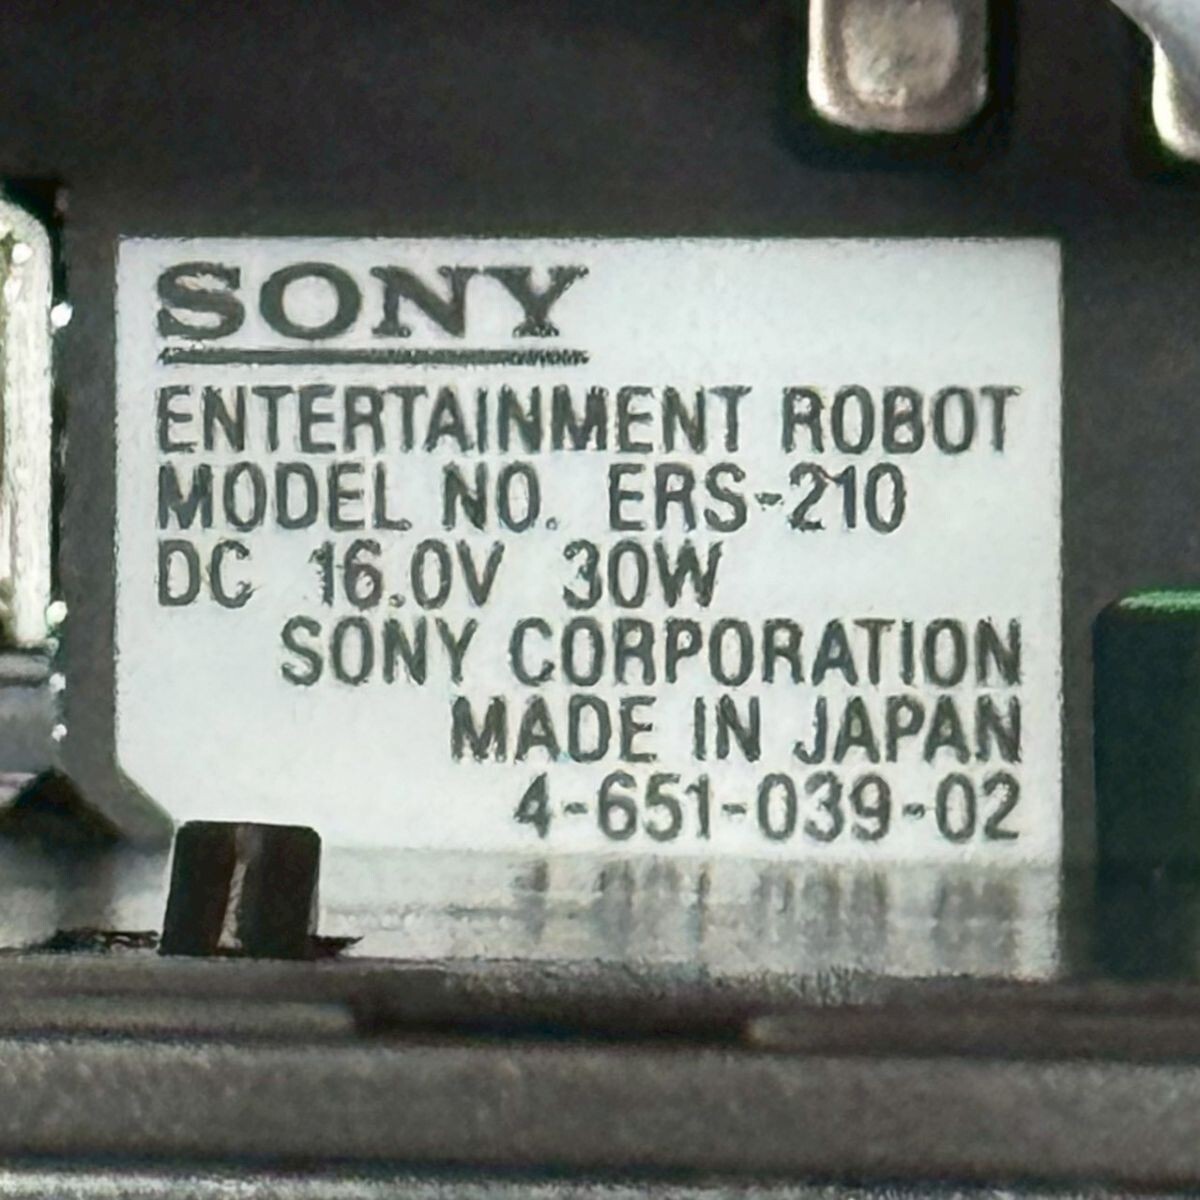 SONY
ENTERTAINMENT ROBOT
MODEL NO. ERS-210
DC 16.0V 30W
SONY CORPORATION
MADE IN JAPAN
4-651-039-02